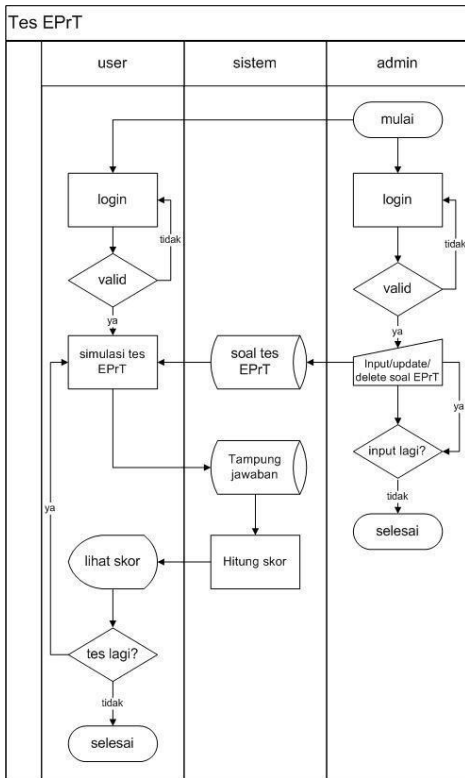 Tes EPrT
user
sistem
admin
mulai
login
login
tidak
tidak
valid
valid
ya
ya
simulasi tes
EPrT
soal tes
EPrT
Input/update/
delete soal EPrT
ya
Tampung
jawaban
input lagi?
ya
tidak
lihat skor
Hitung skor
selesai
tes lagi?
tidak
selesai